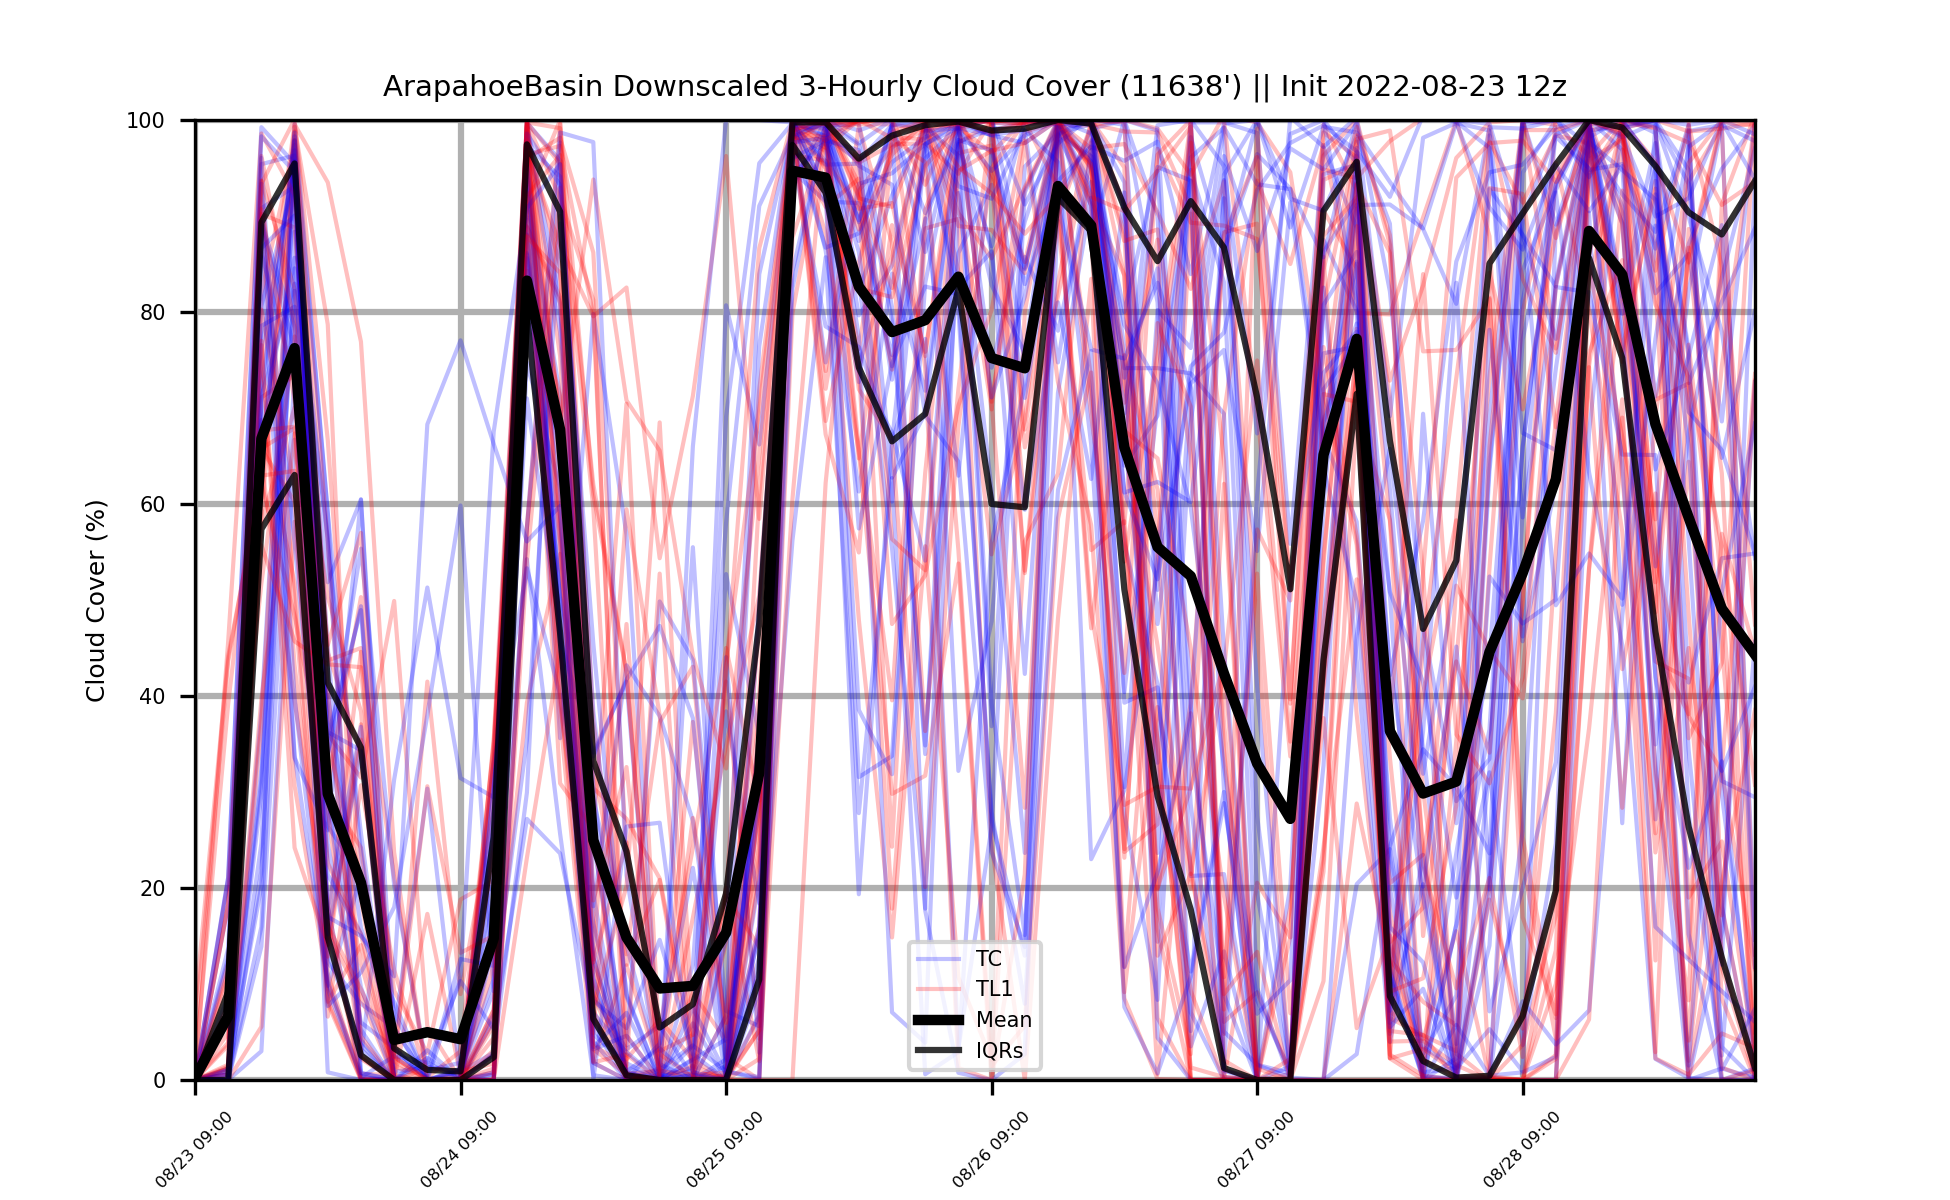 ArapahoeBasin Downscaled 3-Hourly Cloud Cover (11638') || Init 2022-08-23 12z
100
80
60
40
20
0
Cloud Cover (%)
TC
TL1
Mean
IQRs
08/23 09:00
08/24 09:00
08/25 09:00
08/26 09:00
08/27 09:00
08/28 09:00